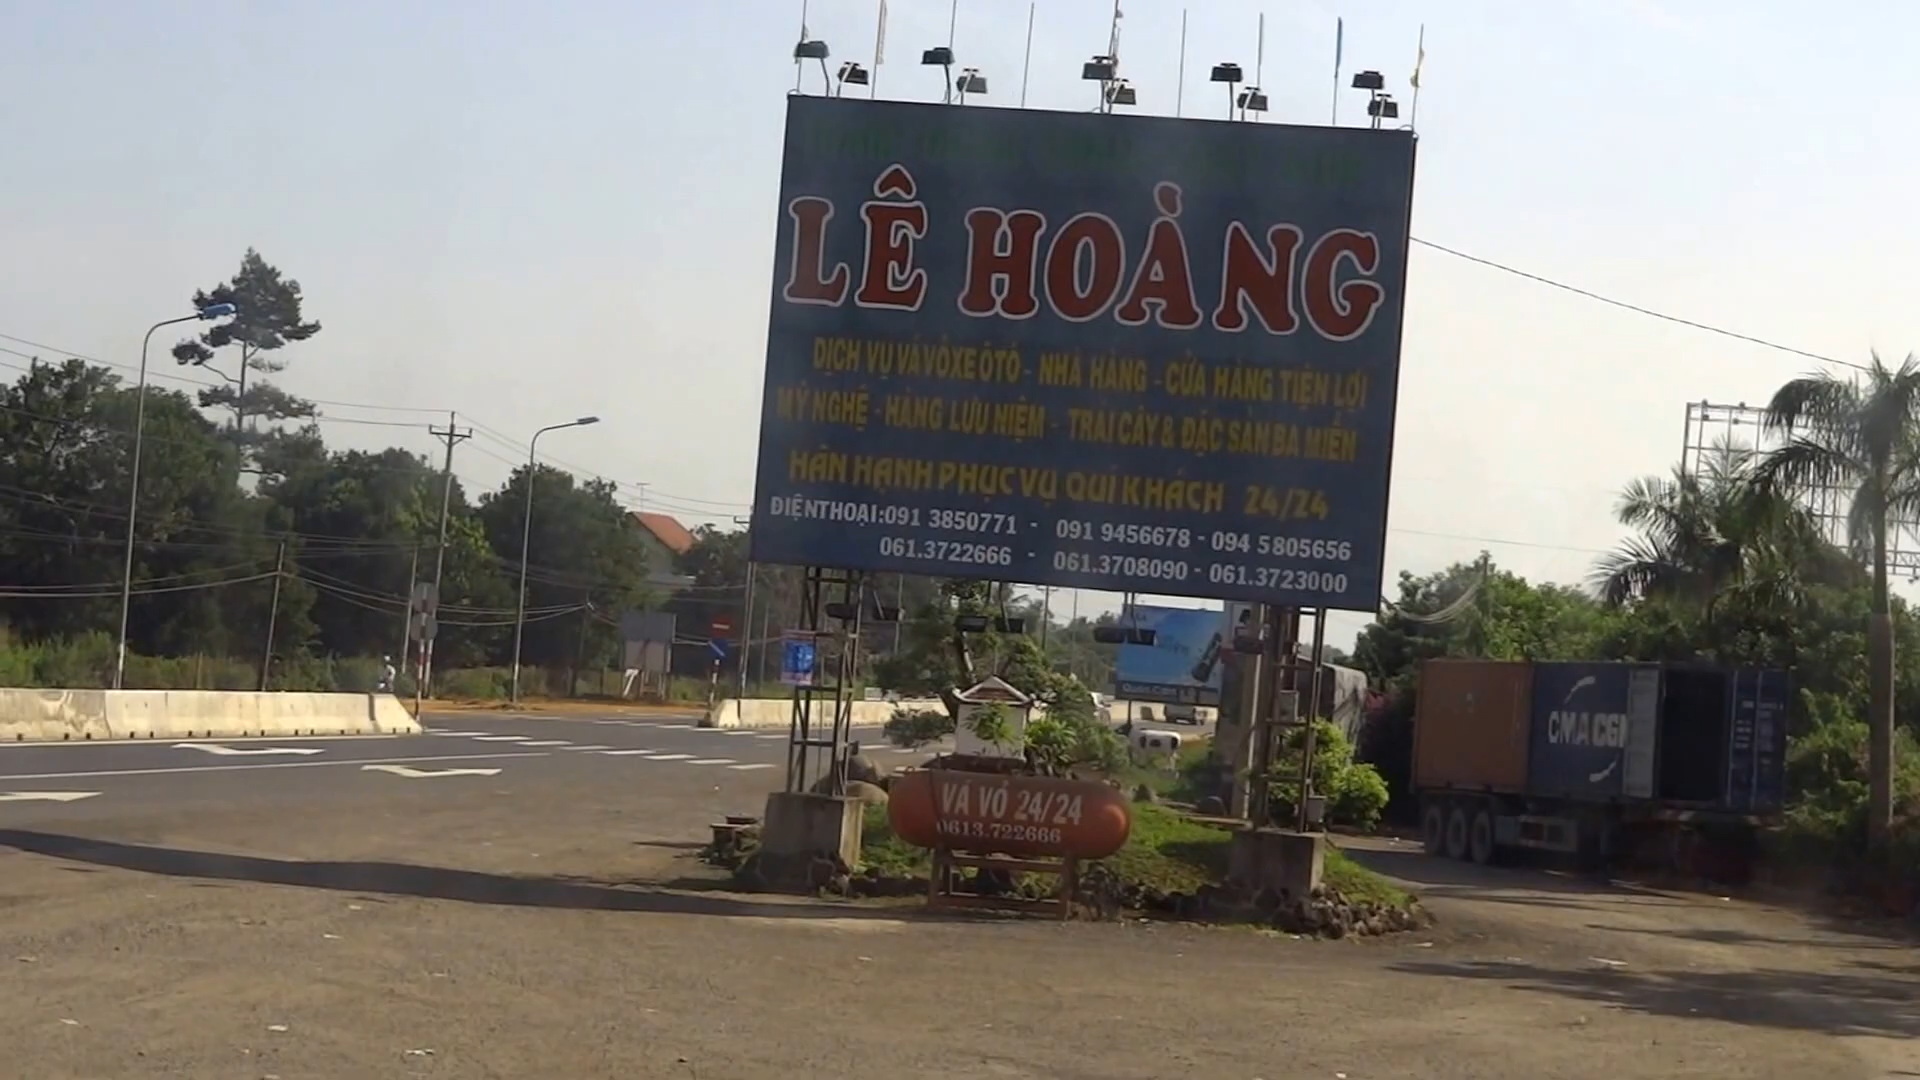 LÊ HOÀNG
DỊCH VỤ VÁ VỎ XE ÔTÔ - NHÀ HÀNG - CỬA HÀNG TIỆN LỢI
MỸ NGHỆ - HÀNG LƯU NIỆM - TRÁI CÂY & ĐẶC SẢN BA MIỀN
HÂN HẠNH PHỤC VỤ QUÍ KHÁCH 24/24
ĐIỆN THOẠI:091 3850771 - 091 9456678 - 094 5805656
061.3722666 - 061.3708090 - 061.3723000
CMA CGM
VÁ VỎ 24/24
0613.722666